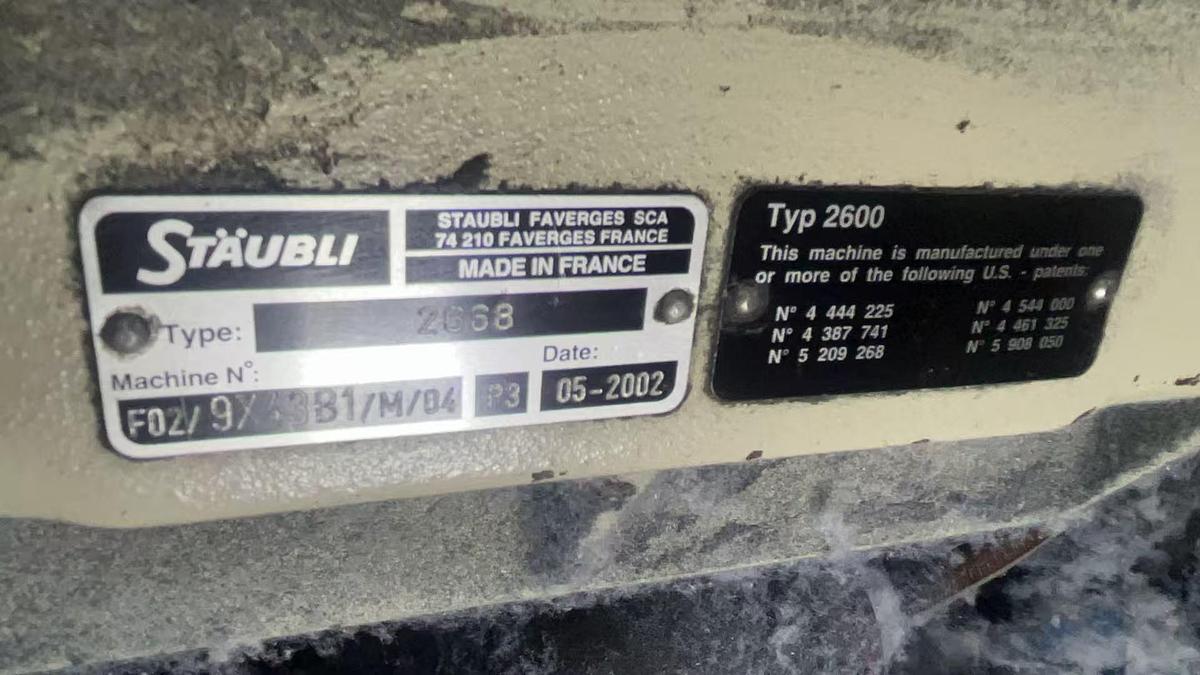 STÄUBLI
STAUBLI FAVERGES SCA
74 210 FAVERGES FRANCE
MADE IN FRANCE
Type: 2668
Machine N°:
Date:
P3
05-2002
Typ 2600
This machine is manufactured under one
or more of the following U.S. - patents:
N° 4 444 225
N° 4 387 741
N° 5 209 268
N° 4 544 000
N° 4 461 325
N° 5 908 050